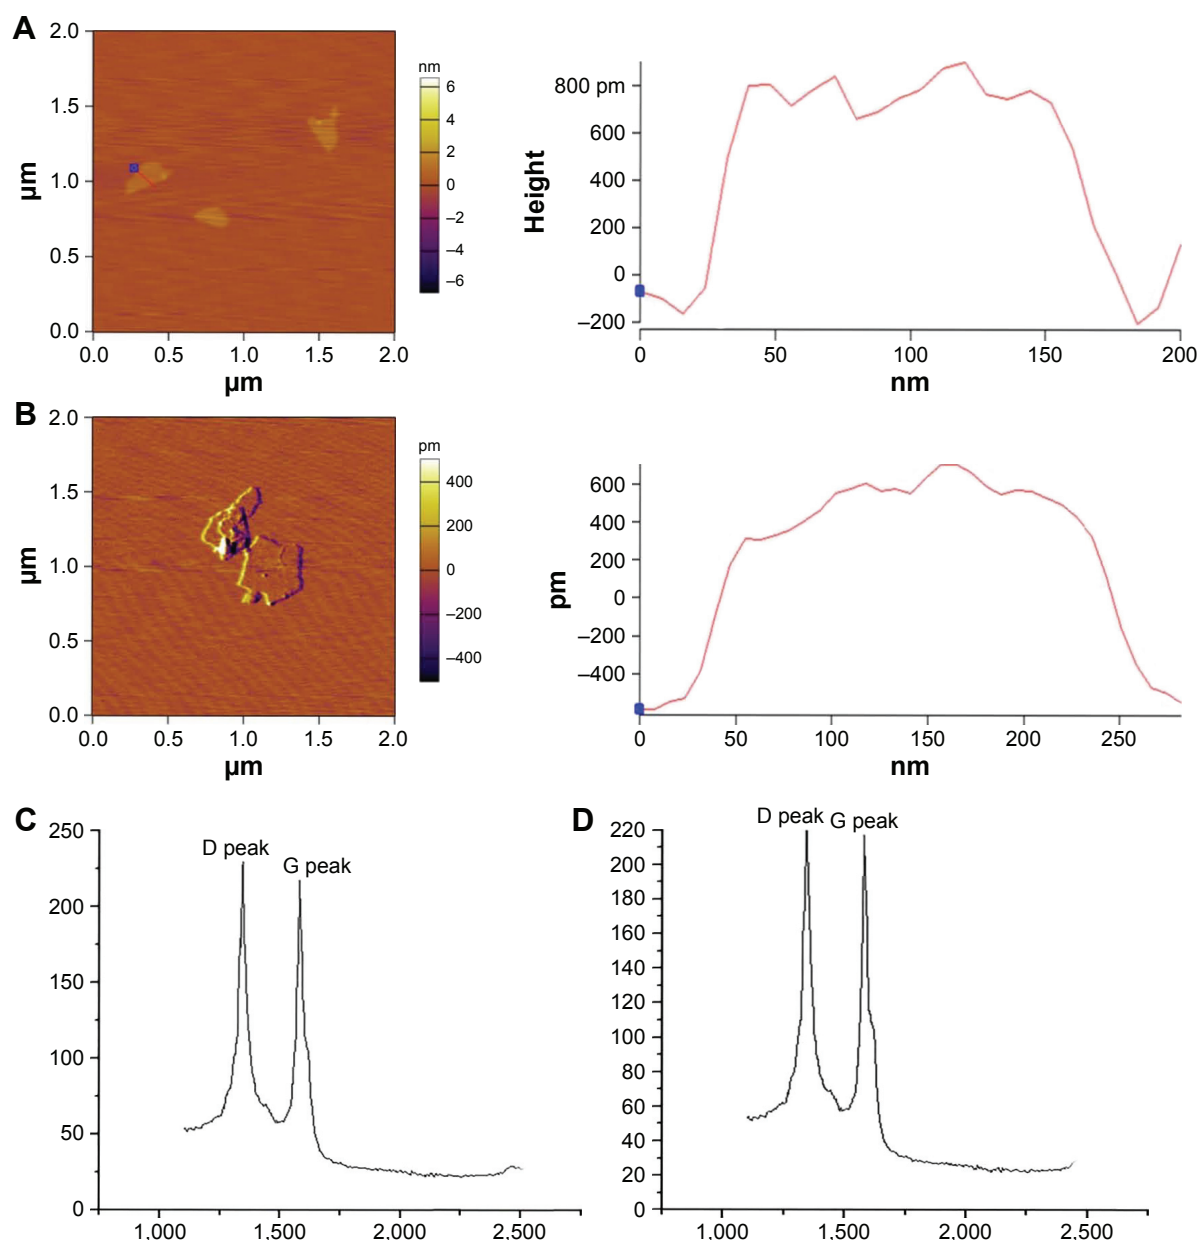 A
2.0
1.5
1.0
0.5
0.0
0.0 0.5 1.0 1.5 2.0
µm
µm
nm
6
4
2
0
–2
–4
–6
Height
800 pm
600
400
200
0
–200
0 50 100 150 200
nm
B
2.0
1.5
1.0
0.5
0.0
0.0 0.5 1.0 1.5 2.0
µm
µm
pm
400
200
0
–200
–400
pm
600
400
200
0
–200
–400
0 50 100 150 200 250
nm
C
250
200
150
100
50
0
D peak
G peak
1,000 1,500 2,000 2,500
D
220
200
180
160
140
120
100
80
60
40
20
0
D peak G peak
1,000 1,500 2,000 2,500